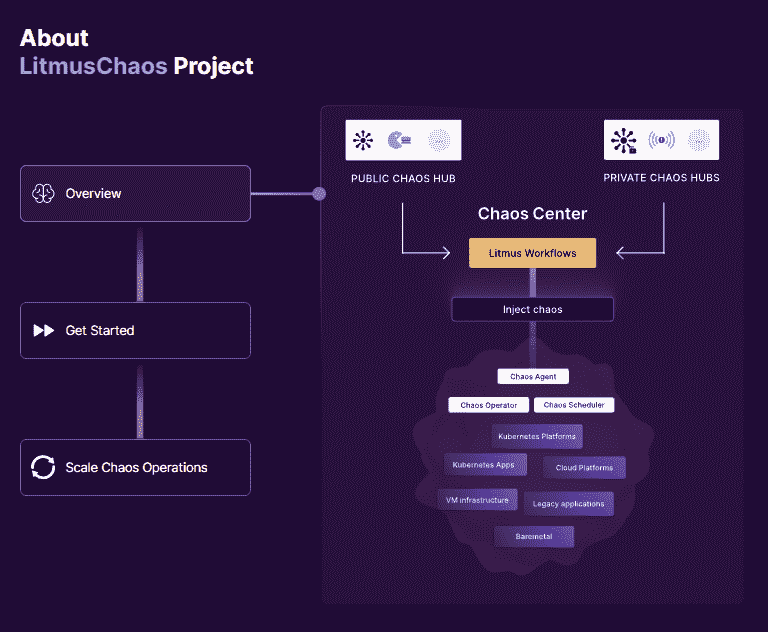 About
LitmusChaos Project
Overview
Get Started
Scale Chaos Operations
PUBLIC CHAOS HUB
PRIVATE CHAOS HUBS
Chaos Center
Litmus Workflows
Inject chaos
Chaos Agent
Chaos Operator
Chaos Scheduler
Kubernetes Platforms
Kubernetes Apps
Cloud Platforms
VM infrastructure
Legacy applications
Baremetal